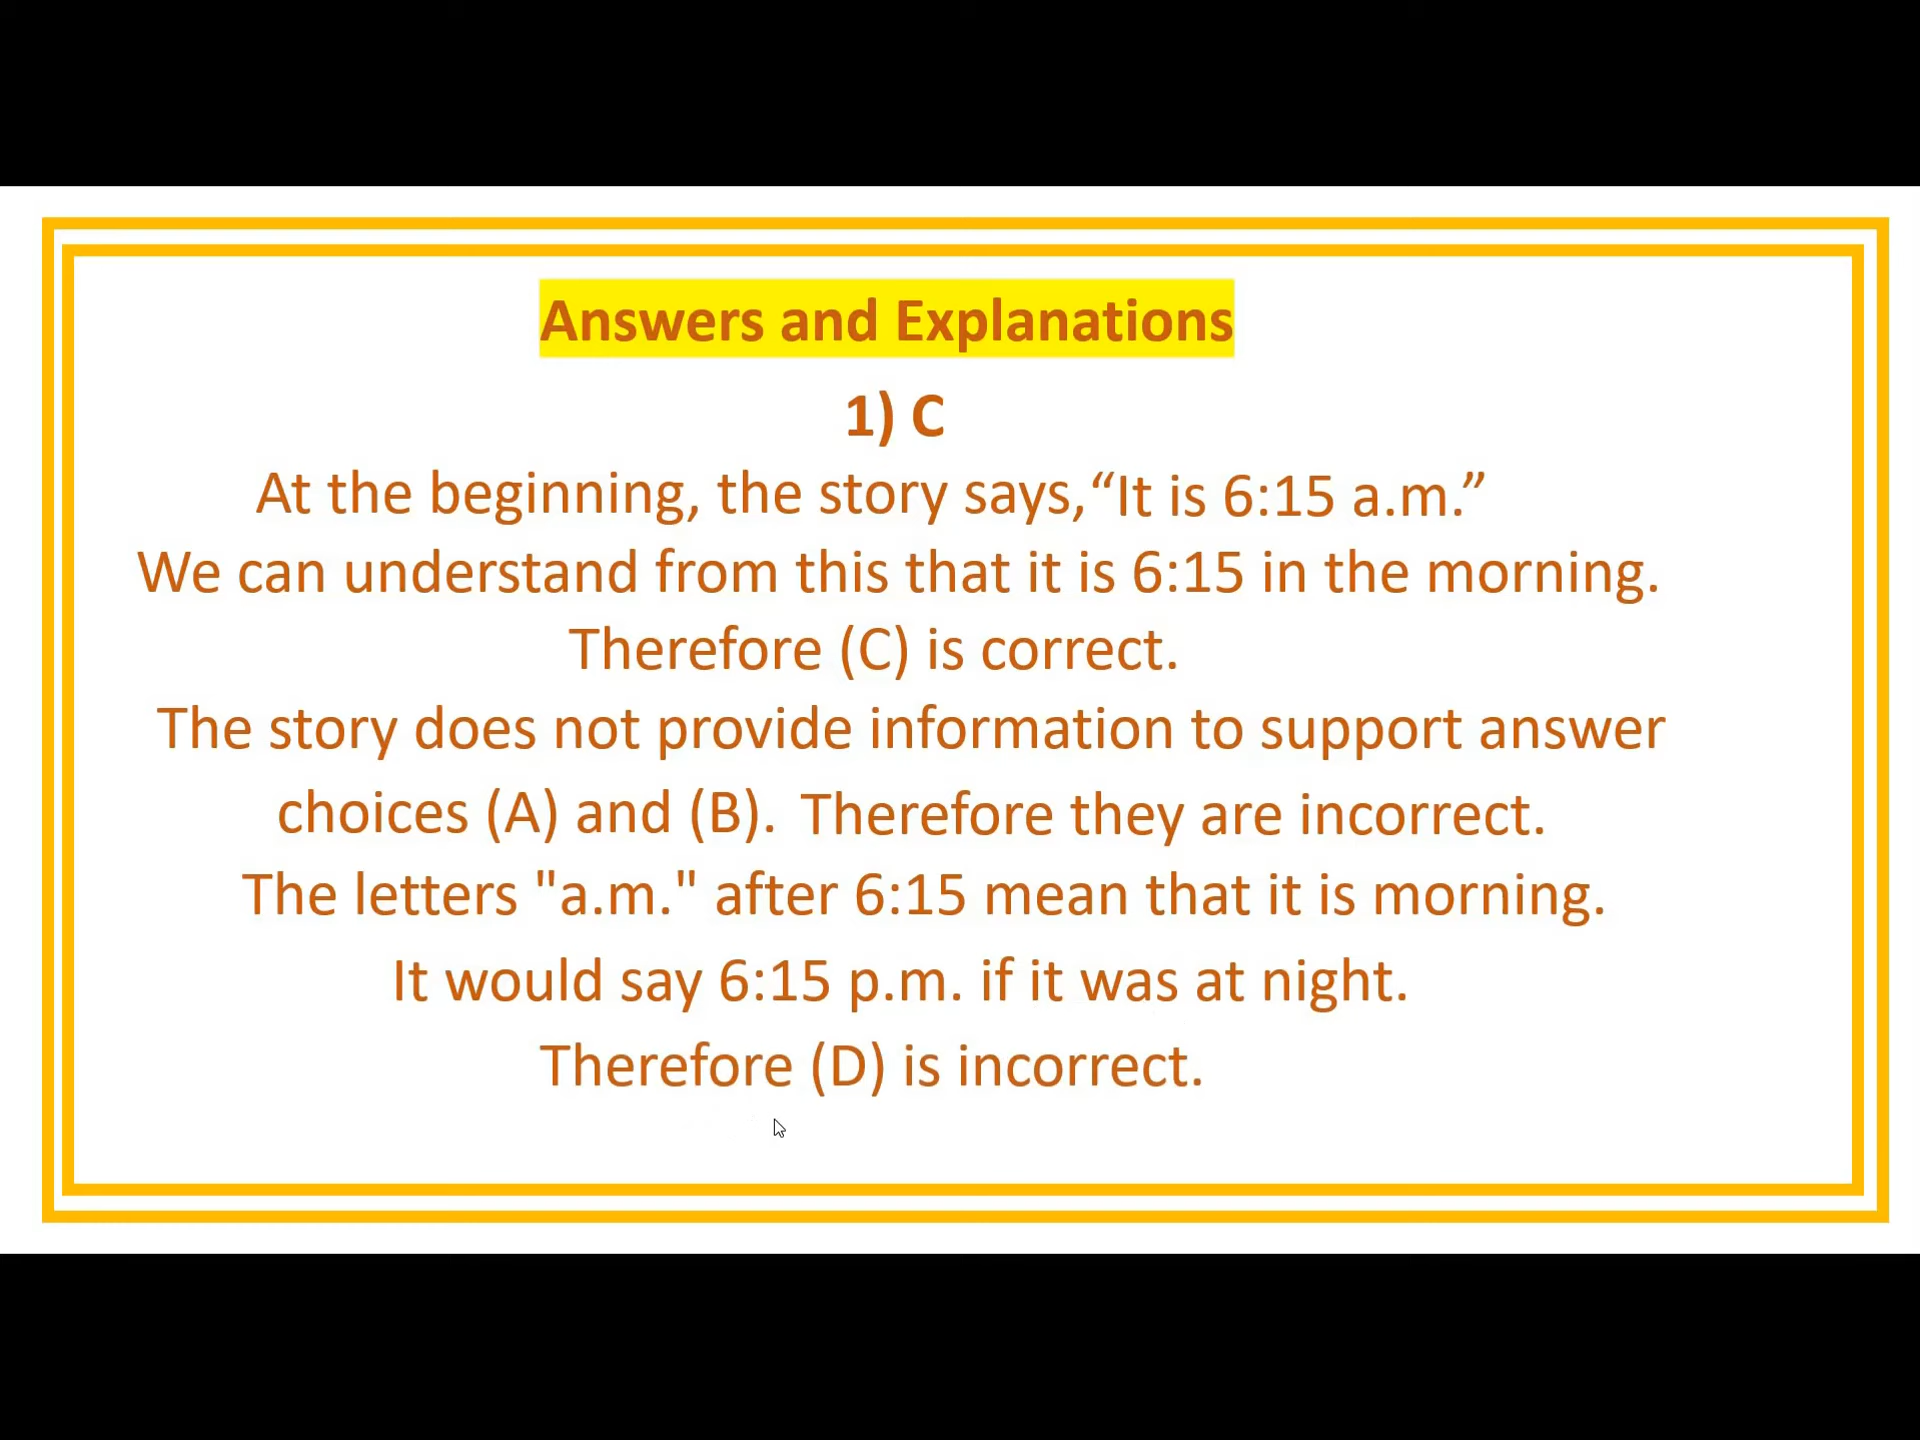 Answers and Explanations
1) C
At the beginning, the story says, “It is 6:15 a.m.”
We can understand from this that it is 6:15 in the morning.
Therefore (C) is correct.
The story does not provide information to support answer
choices (A) and (B). Therefore they are incorrect.
The letters "a.m." after 6:15 mean that it is morning.
It would say 6:15 p.m. if it was at night.
Therefore (D) is incorrect.